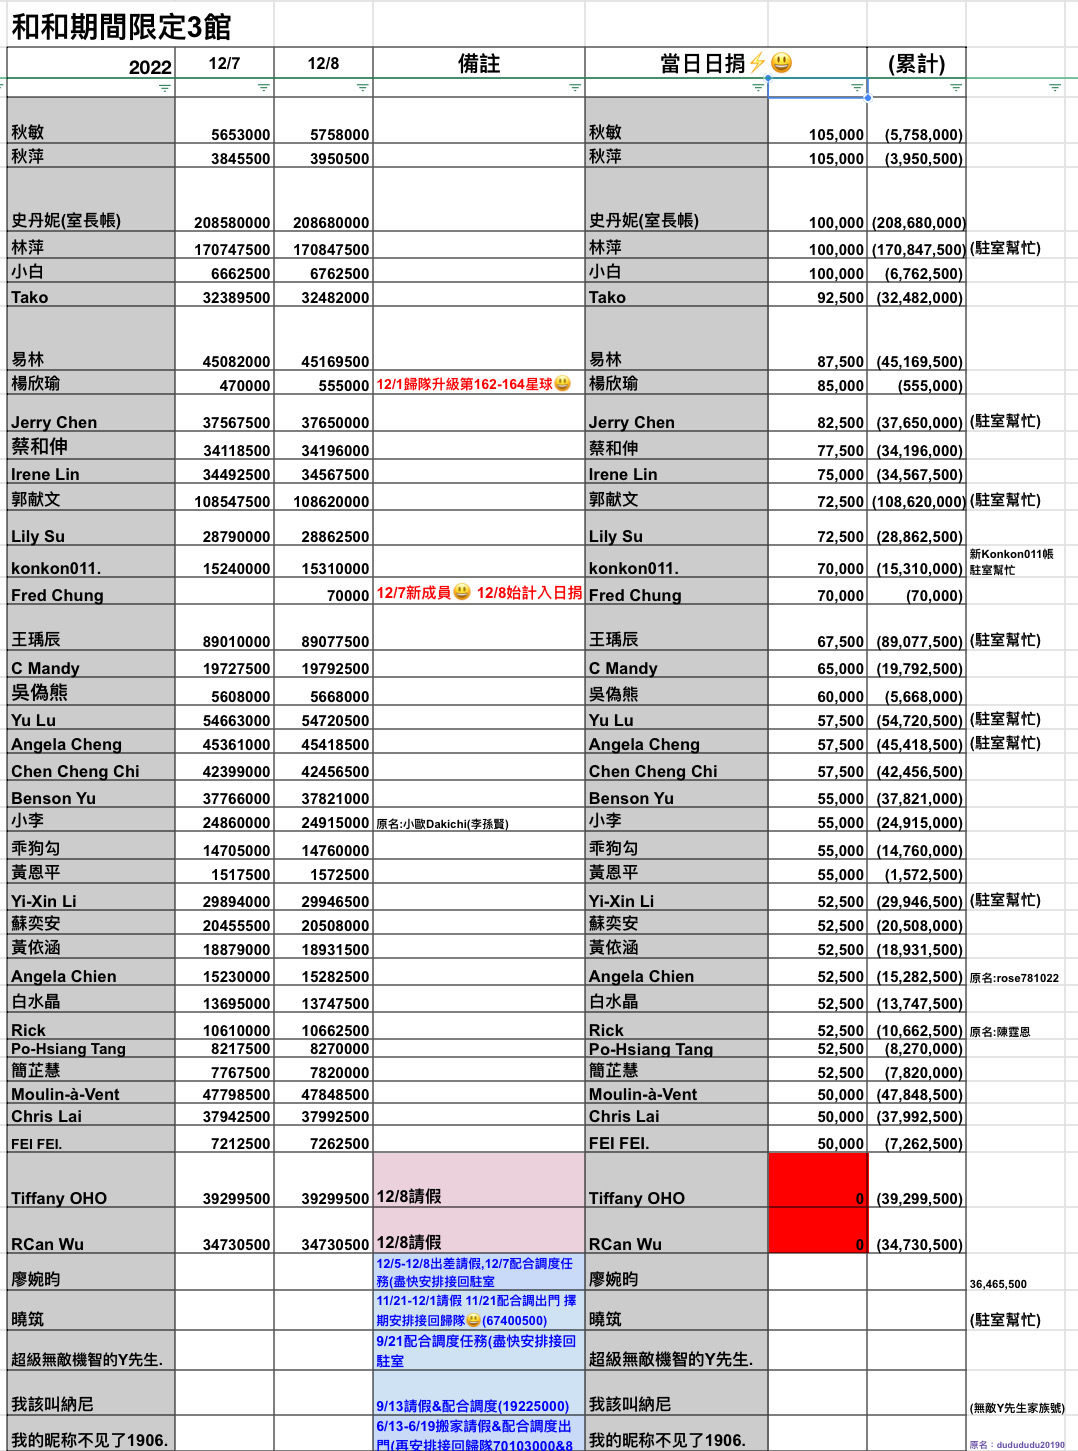 和和期間限定3館
2022 12/7 12/8 備註 當日日捐⚡😃 (累計)
秋敏 5653000 5758000 秋敏 105,000 (5,758,000)
秋萍 3845500 3950500 秋萍 105,000 (3,950,500)
史丹妮(室長帳) 208580000 208680000 史丹妮(室長帳) 100,000 (208,680,000)
林萍 170747500 170847500 林萍 100,000 (170,847,500) (駐室幫忙)
小白 6662500 6762500 小白 100,000 (6,762,500)
Tako 32389500 32482000 Tako 92,500 (32,482,000)
易林 45082000 45169500 易林 87,500 (45,169,500)
楊欣瑜 470000 555000 12/1歸隊升級第162-164星球😃 楊欣瑜 85,000 (555,000)
Jerry Chen 37567500 37650000 Jerry Chen 82,500 (37,650,000) (駐室幫忙)
蔡和伸 34118500 34196000 蔡和伸 77,500 (34,196,000)
Irene Lin 34492500 34567500 Irene Lin 75,000 (34,567,500)
郭献文 108547500 108620000 郭献文 72,500 (108,620,000) (駐室幫忙)
Lily Su 28790000 28862500 Lily Su 72,500 (28,862,500)
konkon011. 15240000 15310000 konkon011. 70,000 (15,310,000) 新Konkon011帳
駐室幫忙
Fred Chung 70000 12/7新成員😃 12/8始計入日捐 Fred Chung 70,000 (70,000)
王瑀辰 89010000 89077500 王瑀辰 67,500 (89,077,500) (駐室幫忙)
C Mandy 19727500 19792500 C Mandy 65,000 (19,792,500)
吳偽熊 5608000 5668000 吳偽熊 60,000 (5,668,000)
Yu Lu 54663000 54720500 Yu Lu 57,500 (54,720,500) (駐室幫忙)
Angela Cheng 45361000 45418500 Angela Cheng 57,500 (45,418,500) (駐室幫忙)
Chen Cheng Chi 42399000 42456500 Chen Cheng Chi 57,500 (42,456,500)
Benson Yu 37766000 37821000 Benson Yu 55,000 (37,821,000)
小李 24860000 24915000 原名:小歐Dakichi(李孫賢) 小李 55,000 (24,915,000)
乖狗勾 14705000 14760000 乖狗勾 55,000 (14,760,000)
黃恩平 1517500 1572500 黃恩平 55,000 (1,572,500)
Yi-Xin Li 29894000 29946500 Yi-Xin Li 52,500 (29,946,500) (駐室幫忙)
蘇奕安 20455500 20508000 蘇奕安 52,500 (20,508,000)
黃依涵 18879000 18931500 黃依涵 52,500 (18,931,500)
Angela Chien 15230000 15282500 Angela Chien 52,500 (15,282,500) 原名:rose781022
白水晶 13695000 13747500 白水晶 52,500 (13,747,500)
Rick 10610000 10662500 Rick 52,500 (10,662,500) 原名:陳霆恩
Po-Hsiang Tang 8217500 8270000 Po-Hsiang Tang 52,500 (8,270,000)
簡芷慧 7767500 7820000 簡芷慧 52,500 (7,820,000)
Moulin-à-Vent 47798500 47848500 Moulin-à-Vent 50,000 (47,848,500)
Chris Lai 37942500 37992500 Chris Lai 50,000 (37,992,500)
FEI FEI. 7212500 7262500 FEI FEI. 50,000 (7,262,500)
Tiffany OHO 39299500 39299500 12/8請假 Tiffany OHO 0 (39,299,500)
RCan Wu 34730500 34730500 12/8請假 RCan Wu 0 (34,730,500)
廖婉昀 12/5-12/8出差請假,12/7配合調度任
務(盡快安排接回駐室 廖婉昀 36,465,500
曉筑 11/21-12/1請假 11/21配合調出門 擇
期安排接回歸隊😃(67400500) 曉筑 (駐室幫忙)
超級無敵機智的Y先生. 9/21配合調度任務(盡快安排接回
駐室 超級無敵機智的Y先生.
我該叫納尼 9/13請假&配合調度(19225000) 我該叫納尼 (無敵Y先生家族號)
我的昵称不见了1906. 6/13-6/19搬家請假&配合調度出
門(再安排接回歸隊70103000&8 我的昵称不见了1906. 原名：dudududu20190